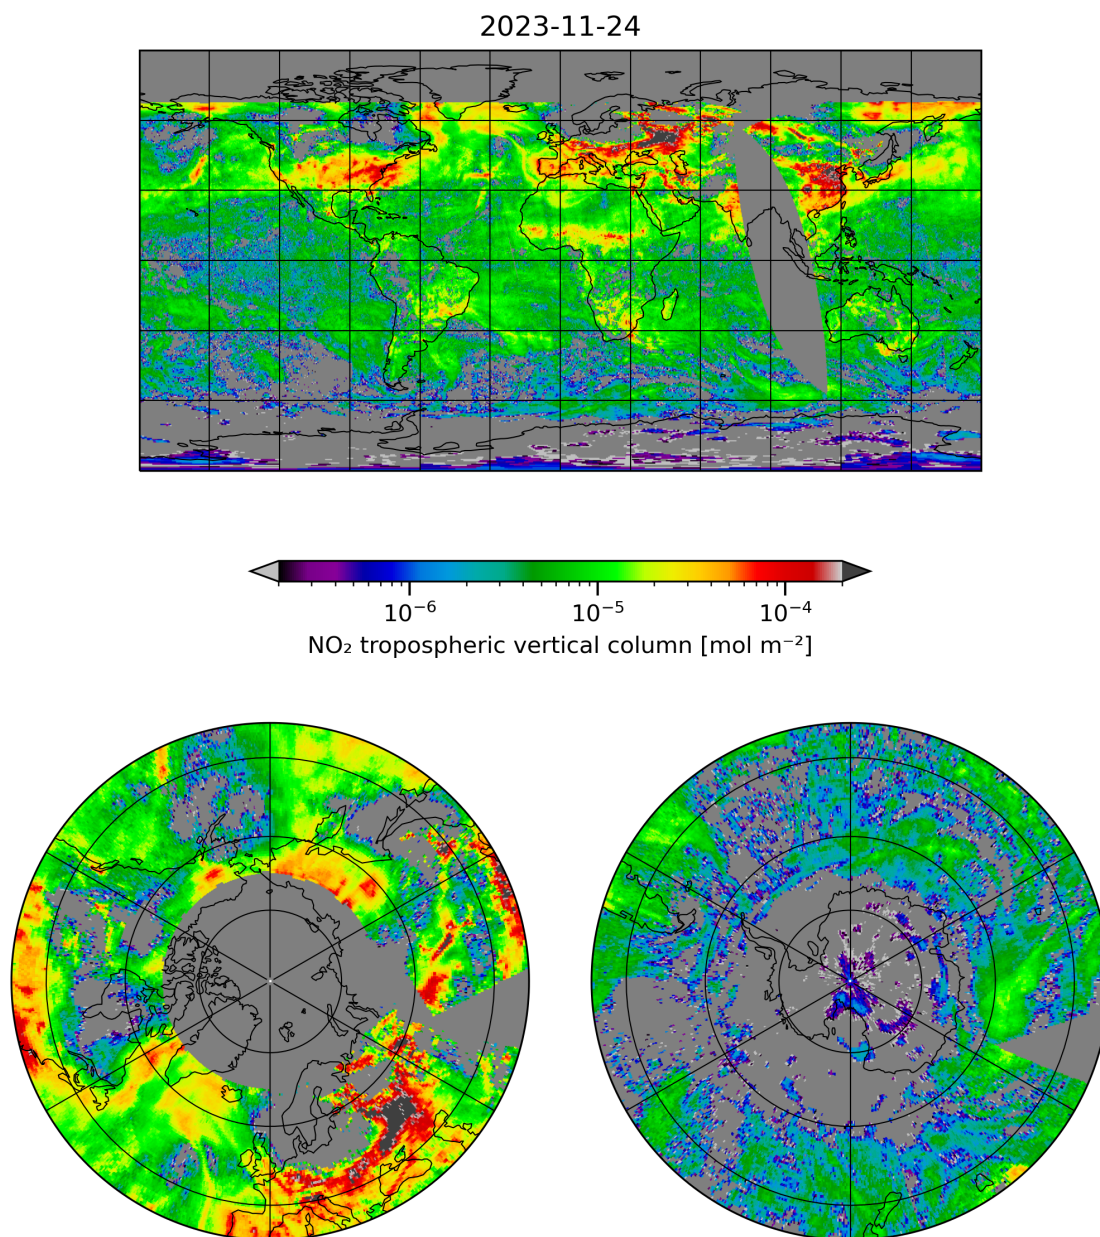 2023-11-24
10⁻⁶ 10⁻⁵ 10⁻⁴
NO₂ tropospheric vertical column [mol m⁻²]